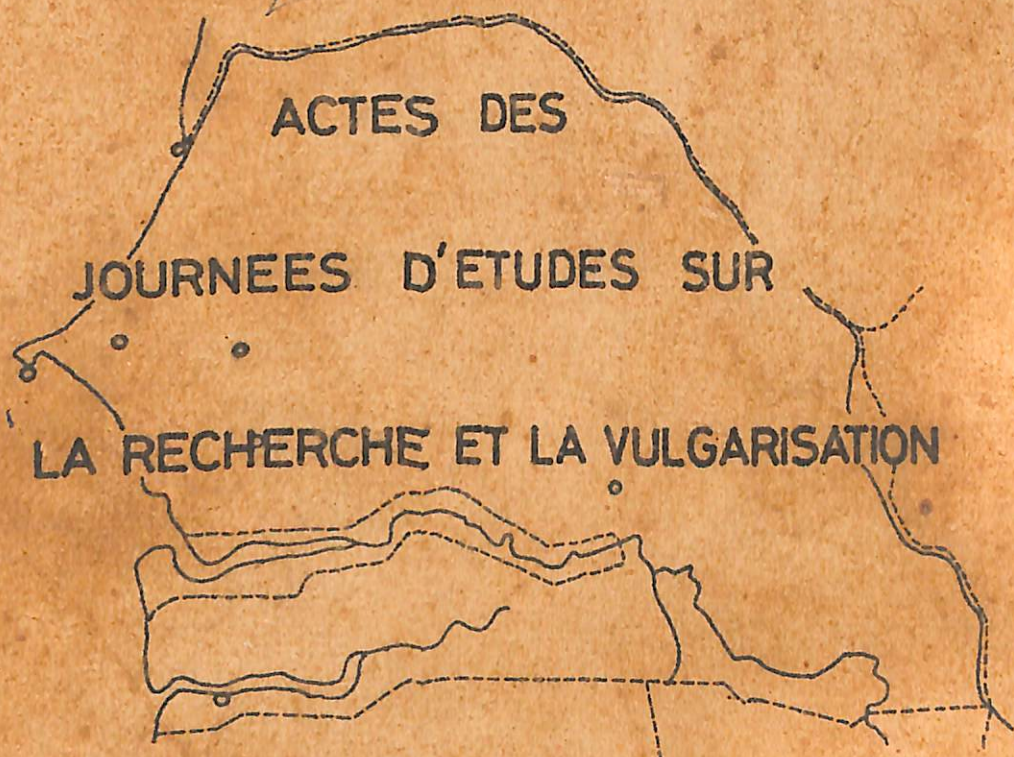 ACTES DES
JOURNEES D'ETUDES SUR
LA RECHERCHE ET LA VULGARISATION